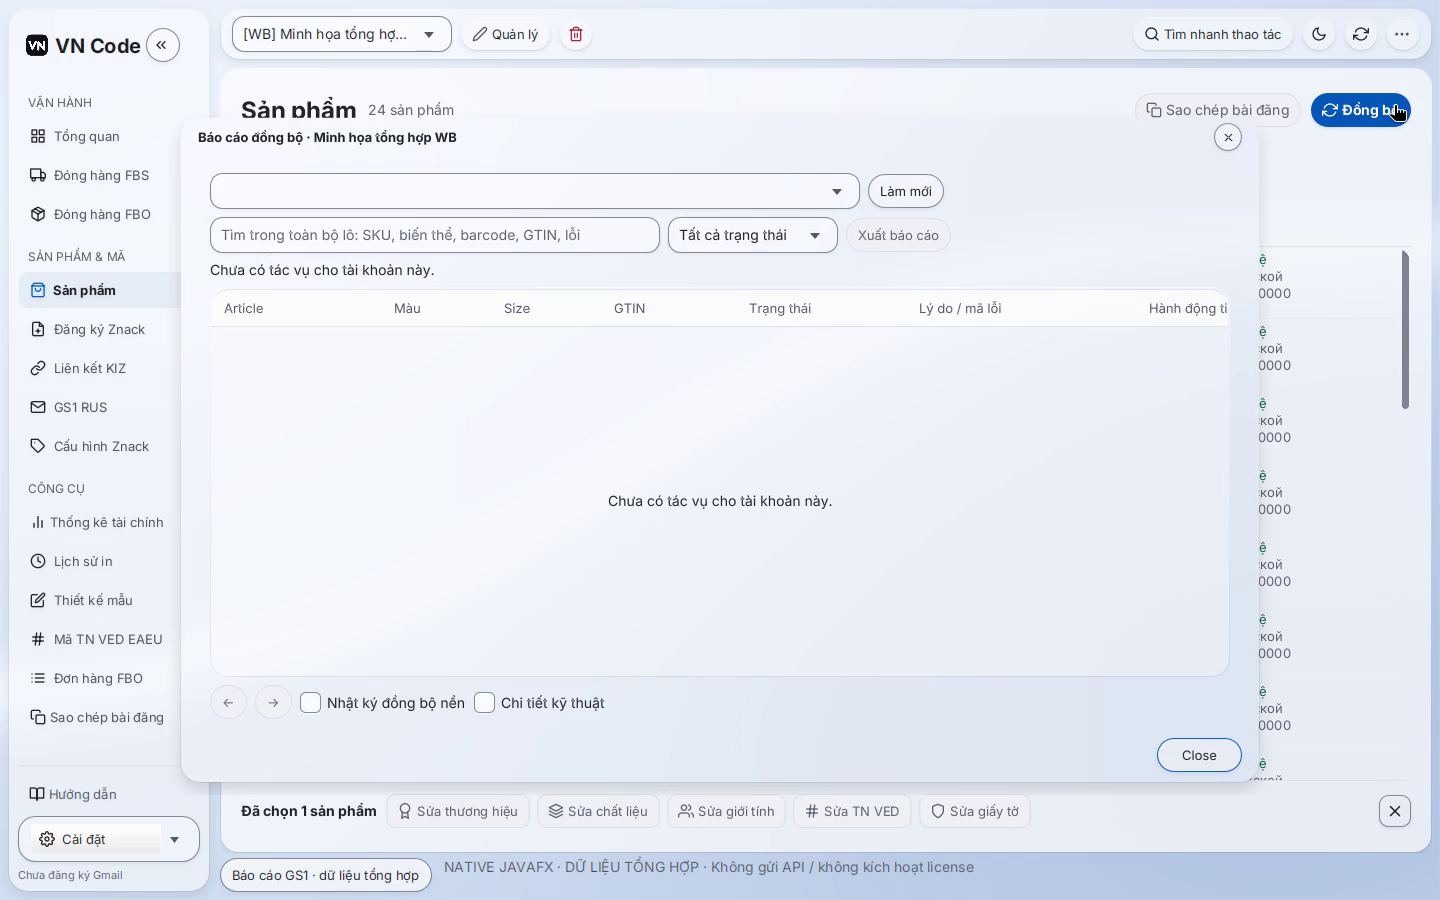 VN Code
VẬN HÀNH
Tổng quan
Đóng hàng FBS
Đóng hàng FBO
SẢN PHẨM & MÃ
Sản phẩm
Đăng ký Znack
Liên kết KIZ
GS1 RUS
Cấu hình Znack
CÔNG CỤ
Thống kê tài chính
Lịch sử in
Thiết kế mẫu
Mã TN VED EAEU
Đơn hàng FBO
Sao chép bài đăng
Hướng dẫn
Cài đặt
Chưa đăng ký Gmail
[WB] Minh họa tổng hợ... Quản lý Tìm nhanh thao tác
Sản phẩm 24 sản phẩm Sao chép bài đăng Đồng
Báo cáo đồng bộ · Minh họa tổng hợp WB
Làm mới
Tìm trong toàn bộ lô: SKU, biến thể, barcode, GTIN, lỗi Tất cả trạng thái Xuất báo cáo
Chưa có tác vụ cho tài khoản này.
Article Màu Size GTIN Trạng thái Lý do / mã lỗi Hành động ti
Chưa có tác vụ cho tài khoản này.
Nhật ký đồng bộ nền Chi tiết kỹ thuật
Close
Đã chọn 1 sản phẩm Sửa thương hiệu Sửa chất liệu Sửa giới tính Sửa TN VED Sửa giấy tờ
Báo cáo GS1 · dữ liệu tổng hợp NATIVE JAVAFX · DỮ LIỆU TỔNG HỢP · Không gửi API / không kích hoạt license